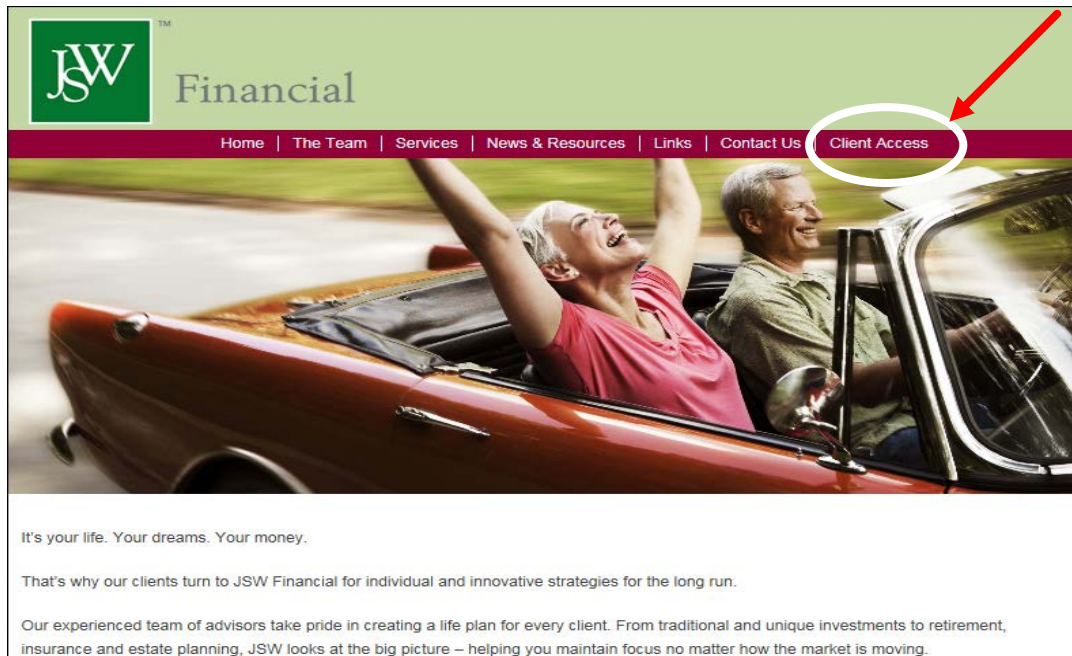 JSW
TM
Financial
Home | The Team | Services | News & Resources | Links | Contact Us | Client Access
It's your life. Your dreams. Your money.
That's why our clients turn to JSW Financial for individual and innovative strategies for the long run.
Our experienced team of advisors take pride in creating a life plan for every client. From traditional and unique investments to retirement,
insurance and estate planning, JSW looks at the big picture – helping you maintain focus no matter how the market is moving.